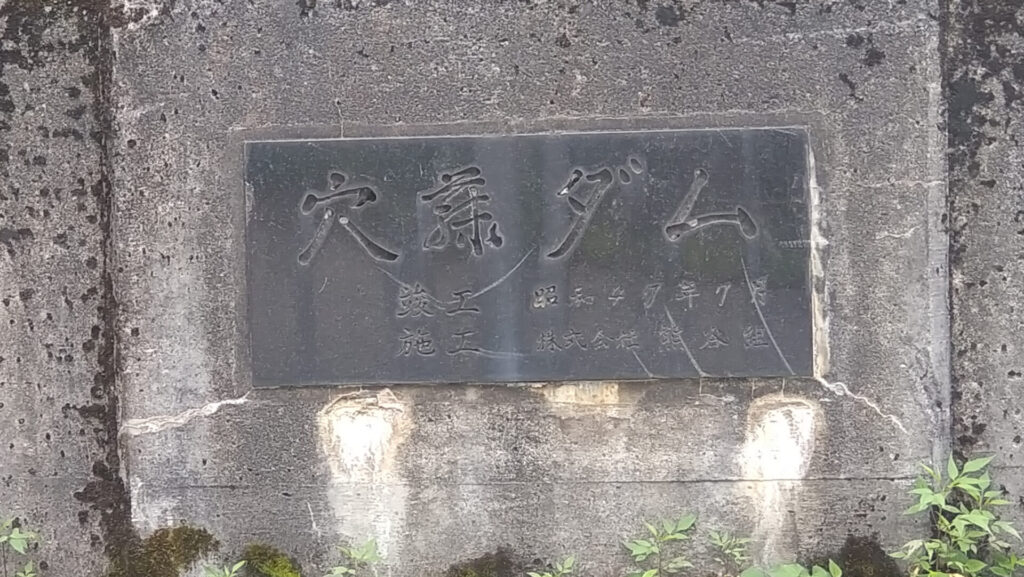 穴藤ダム
竣工 昭和47年7月
施工 株式会社熊谷組